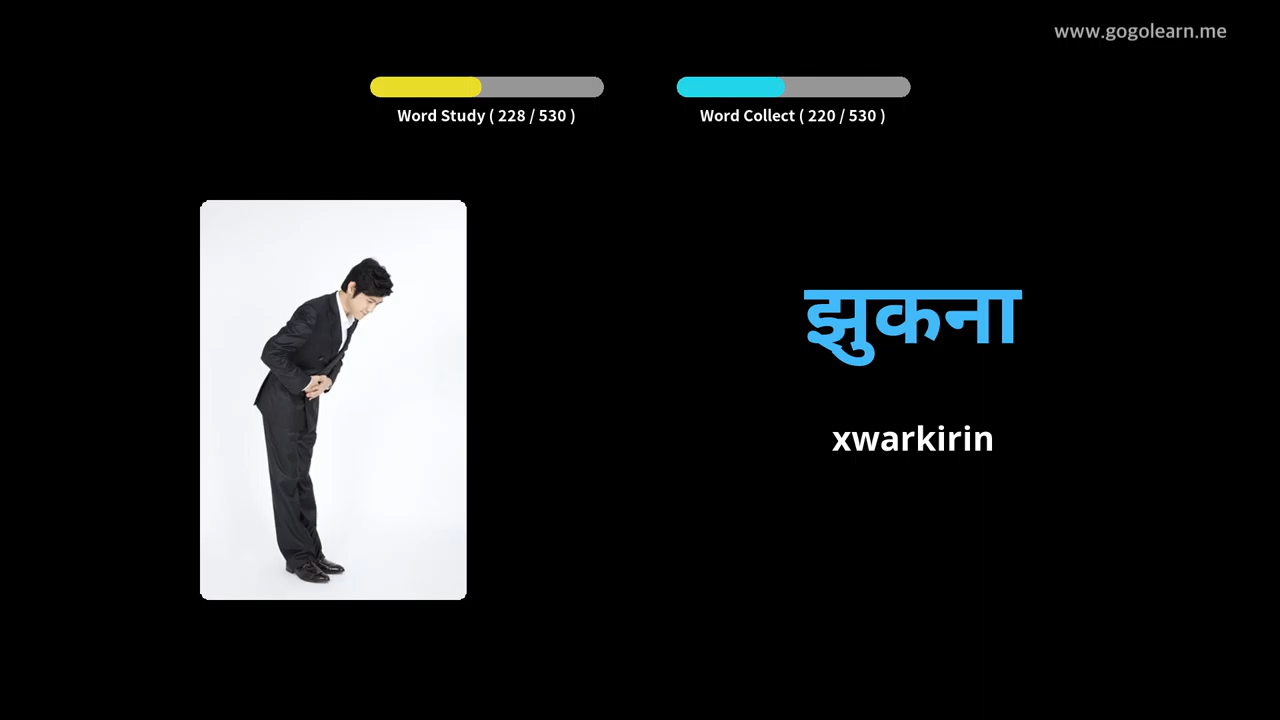 www.gogolearn.me
Word Study ( 228 / 530 )
Word Collect ( 220 / 530 )
झुकना
xwarkirin